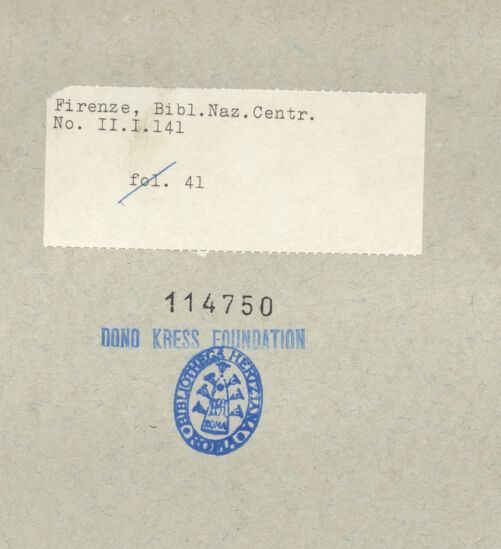 Firenze, Bibl.Naz.Centr.
No. II.I.141
fol. 41
114750
DONO KRESS FOUNDATION
BIBLIOTHECA HERTZIANA
ROMA